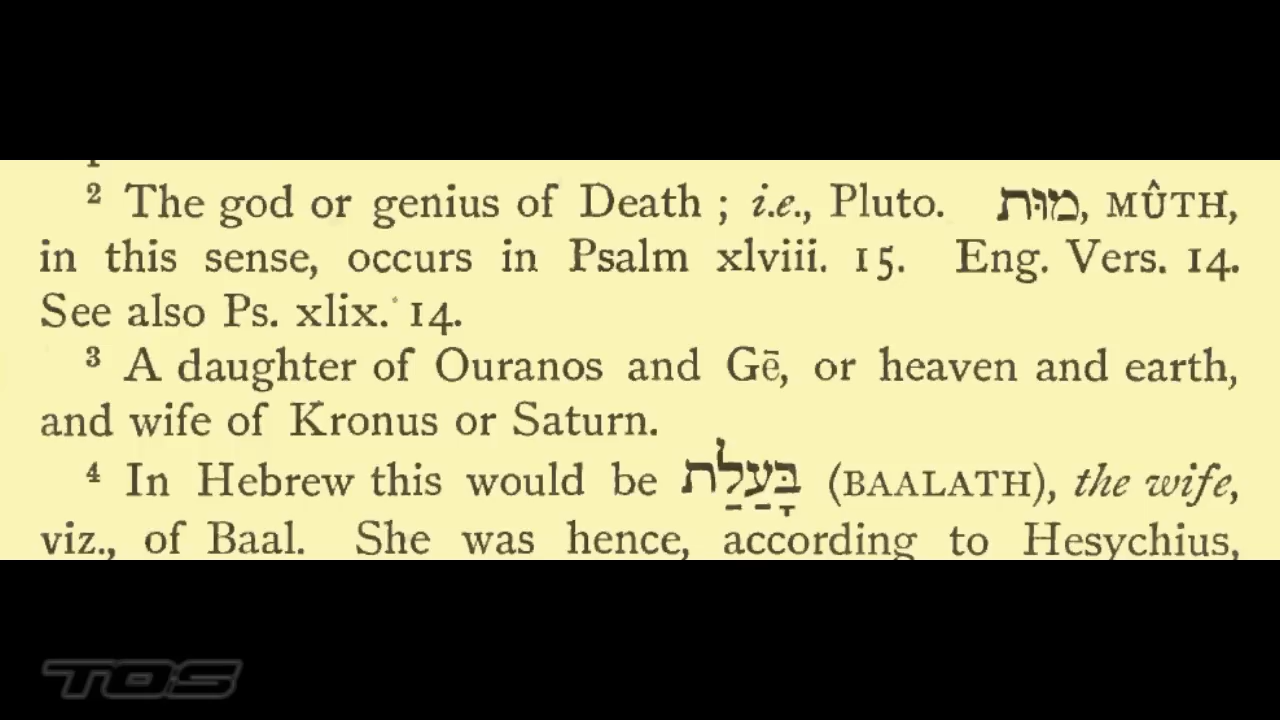 ² The god or genius of Death ; i.e., Pluto. מוּת, MÛTH,
in this sense, occurs in Psalm xlviii. 15. Eng. Vers. 14.
See also Ps. xlix. 14.
³ A daughter of Ouranos and Gē, or heaven and earth,
and wife of Kronus or Saturn.
⁴ In Hebrew this would be בָּעַלַת (BAALATH), the wife,
viz., of Baal. She was hence, according to Hesychius,
TOS